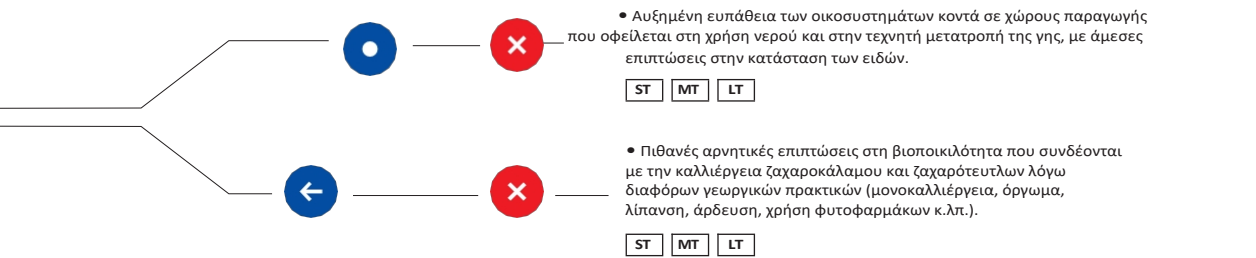 • Αυξημένη ευπάθεια των οικοσυστημάτων κοντά σε χώρους παραγωγής
που οφείλεται στη χρήση νερού και στην τεχνητή μετατροπή της γης, με άμεσες
επιπτώσεις στην κατάσταση των ειδών.
ST MT LT
• Πιθανές αρνητικές επιπτώσεις στη βιοποικιλότητα που συνδέονται
με την καλλιέργεια ζαχαροκάλαμου και ζαχαρότευτλων λόγω
διαφόρων γεωργικών πρακτικών (μονοκαλλιέργεια, όργωμα,
λίπανση, άρδευση, χρήση φυτοφαρμάκων κ.λπ.).
ST MT LT